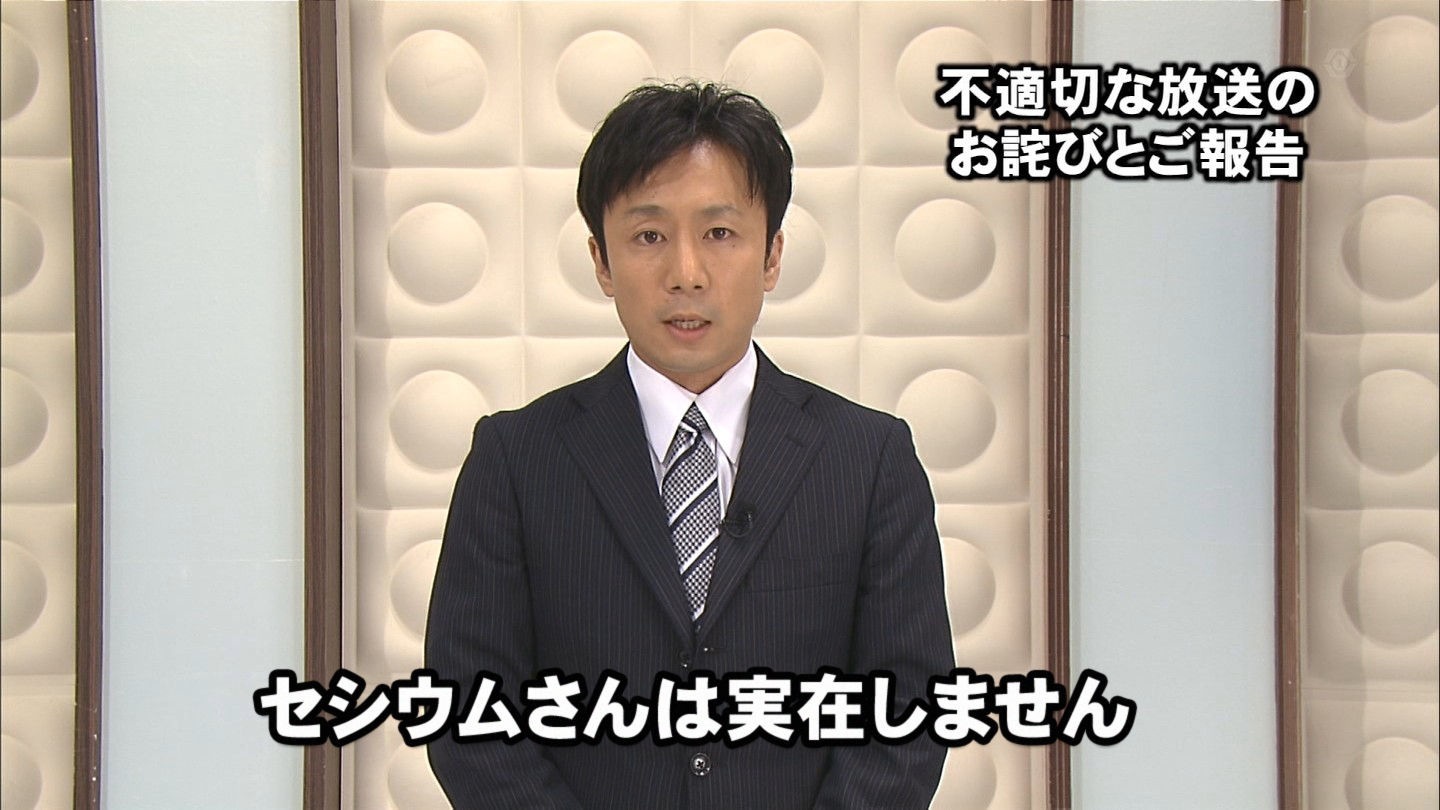 不適切な放送の
お詫びとご報告
セシウムさんは実在しません